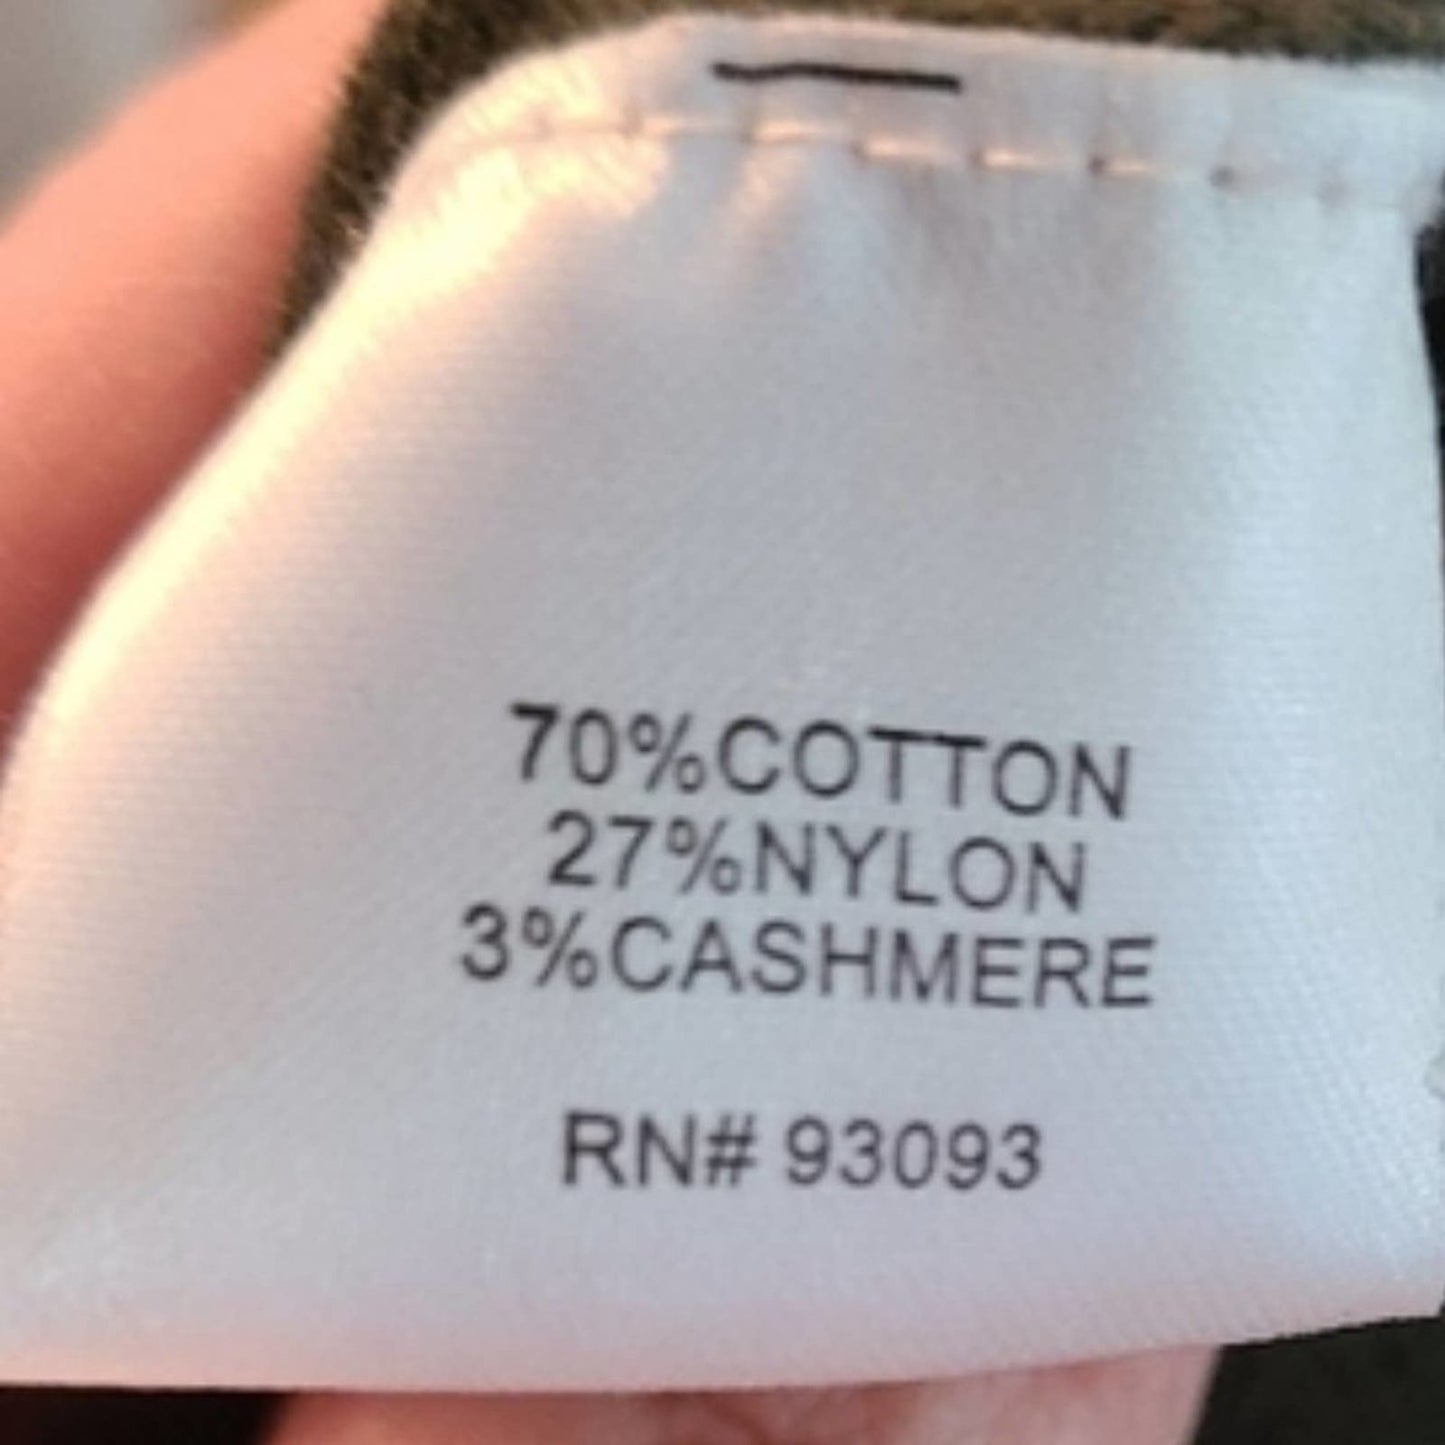 70%COTTON
27%NYLON
3%CASHMERE
RN# 93093